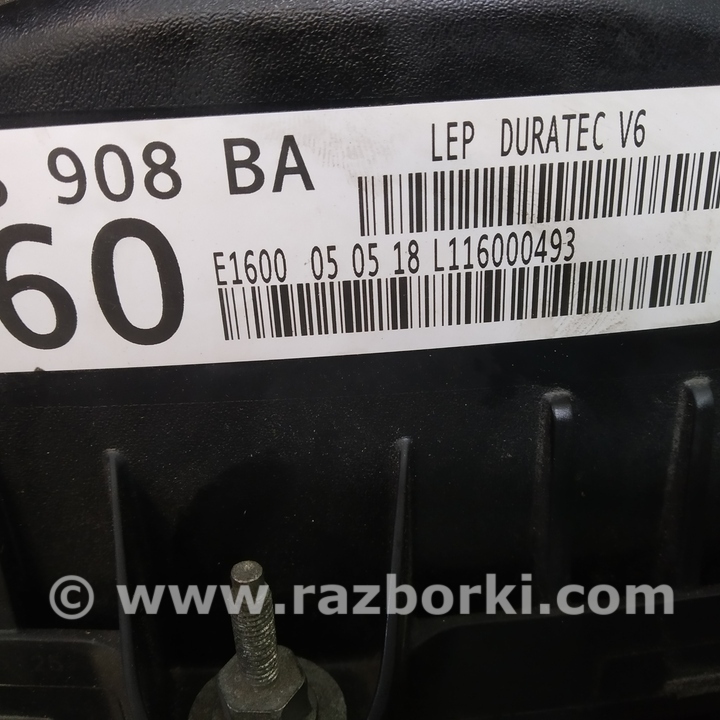 908 BA
LEP DURATEC V6
60
E1600 05 05 18 L116000493
© www.razborki.com